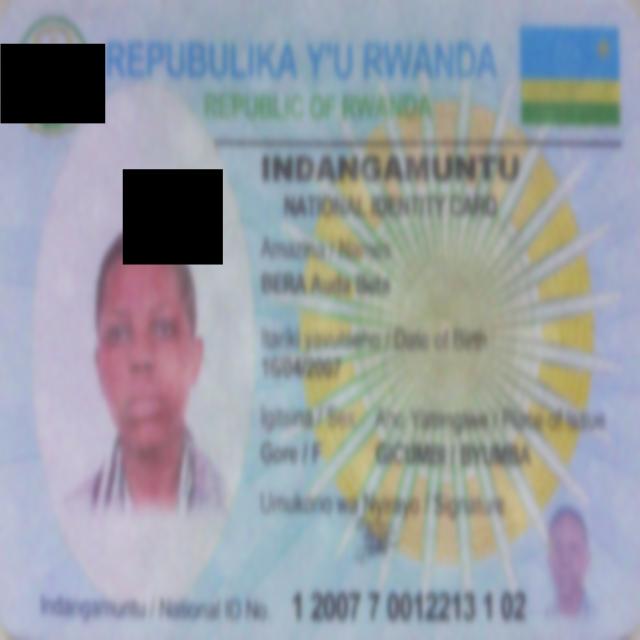 REPUBULIKA Y'U RWANDA
REPUBLIC OF RWANDA
INDANGAMUNTU
NATIONAL IDENTITY CARD
Amazina / Names
BERA Auda
Itariki yavutseho / Date of Birth
16/04/2007
Igitsina / Sex Aho Yatangiwe / Place of Issue
Gore / F GICUMBI / BYUMBA
Umukono wa Nyirayo / Signature
Indangamuntu / National ID No. 1 2007 7 0012213 1 02